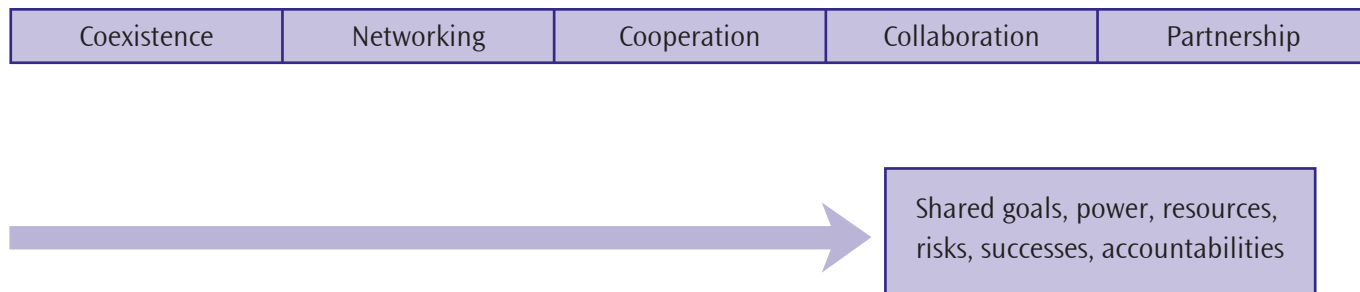 Coexistence Networking Cooperation Collaboration Partnership
Shared goals, power, resources,
risks, successes, accountabilities